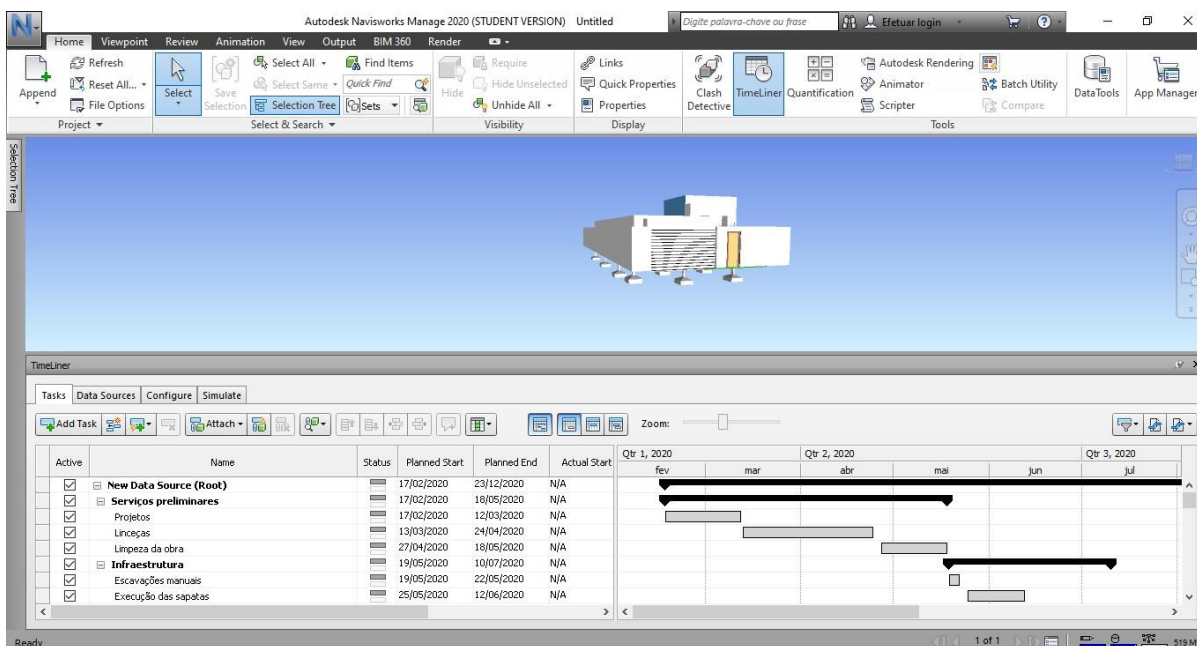 Autodesk Navisworks Manage 2020 (STUDENT VERSION) Untitled Digite palavra-chave ou frase Efetuar login
Home Viewpoint Review Animation View Output BIM 360 Render
Append
Refresh
Reset All...
File Options
Project
Select
Save Selection
Select All
Select Same
Selection Tree
Find Items
Quick Find
Sets
Select & Search
Hide
Require
Hide Unselected
Unhide All
Visibility
Links
Quick Properties
Properties
Display
Clash Detective
TimeLiner
Quantification
Autodesk Rendering
Animator
Scripter
Batch Utility
Compare
Tools
DataTools
App Manager
Selection Tree
TimeLiner
Tasks Data Sources Configure Simulate
Add Task Attach Zoom:
Active Name Status Planned Start Planned End Actual Start
Qtr 1, 2020 Qtr 2, 2020 Qtr 3, 2020
fev mar abr mai jun jul
New Data Source (Root) 17/02/2020 23/12/2020 N/A
Serviços preliminares 17/02/2020 18/05/2020 N/A
Projetos 17/02/2020 12/03/2020 N/A
Linceças 13/03/2020 24/04/2020 N/A
Limpeza da obra 27/04/2020 18/05/2020 N/A
Infraestrutura 19/05/2020 10/07/2020 N/A
Escavações manuais 19/05/2020 22/05/2020 N/A
Execução das sapatas 25/05/2020 12/06/2020 N/A
Ready 1 of 1 519 M